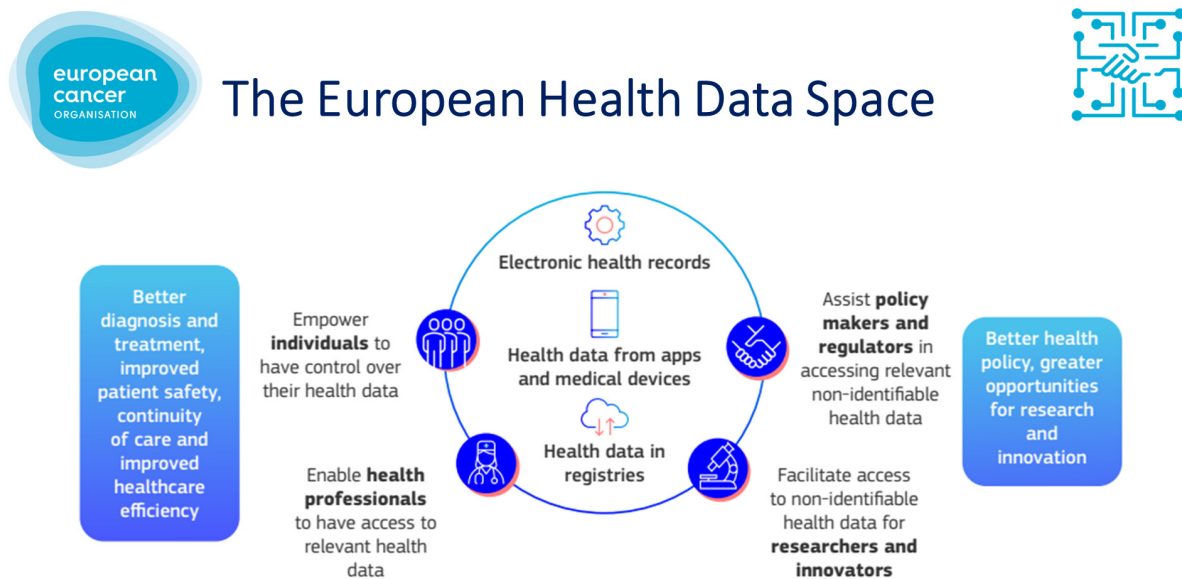 european
cancer
ORGANISATION
The European Health Data Space
Better
diagnosis and
treatment,
improved
patient safety,
continuity
of care and
improved
healthcare
efficiency
Empower
individuals to
have control over
their health data
Enable health
professionals
to have access to
relevant health
data
Electronic health records
Health data from apps
and medical devices
Health data in
registries
Assist policy
makers and
regulators in
accessing relevant
non-identifiable
health data
Facilitate access
to non-identifiable
health data for
researchers and
innovators
Better health
policy, greater
opportunities
for research
and
innovation